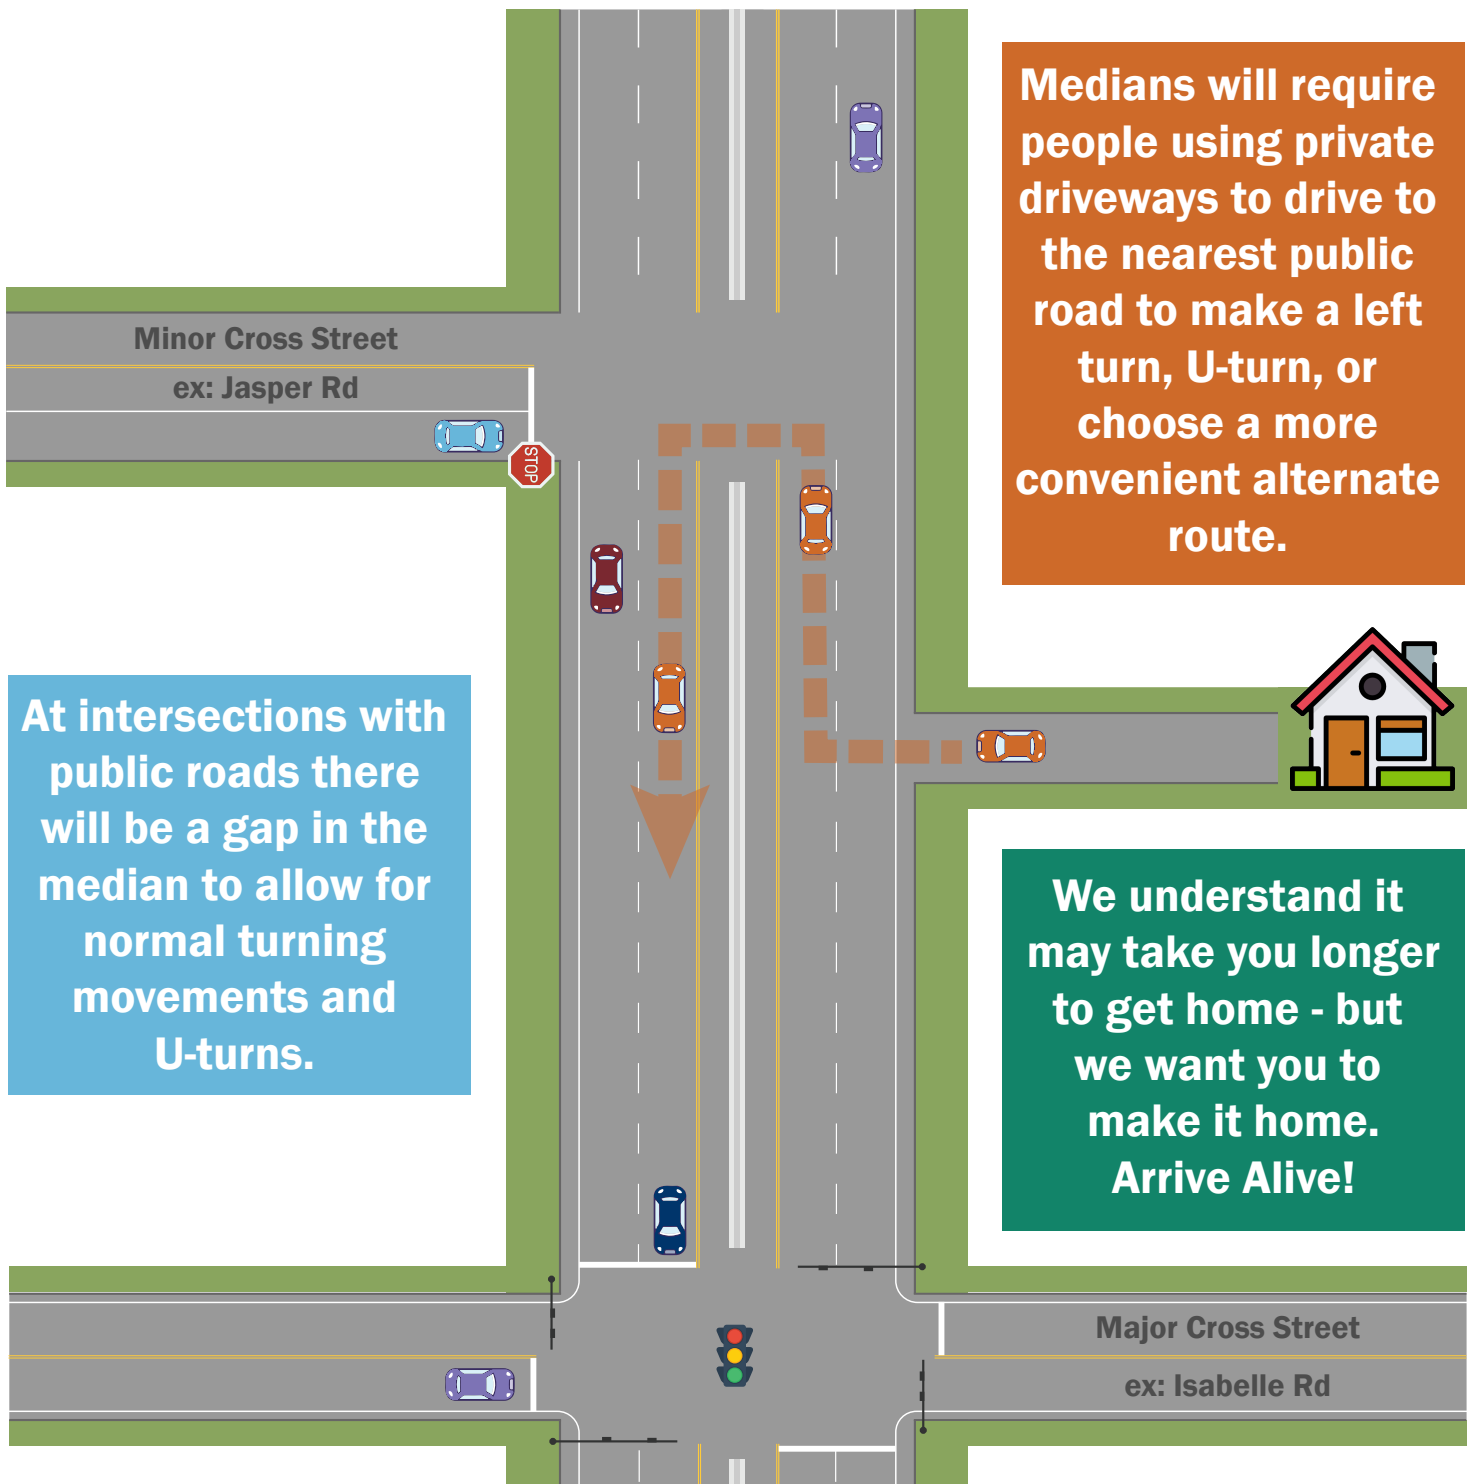 Medians will require
people using private
driveways to drive to
the nearest public
road to make a left
turn, U-turn, or
choose a more
convenient alternate
route.
Minor Cross Street
ex: Jasper Rd
STOP
At intersections with
public roads there
will be a gap in the
median to allow for
normal turning
movements and
U-turns.
We understand it
may take you longer
to get home - but
we want you to
make it home.
Arrive Alive!
Major Cross Street
ex: Isabelle Rd